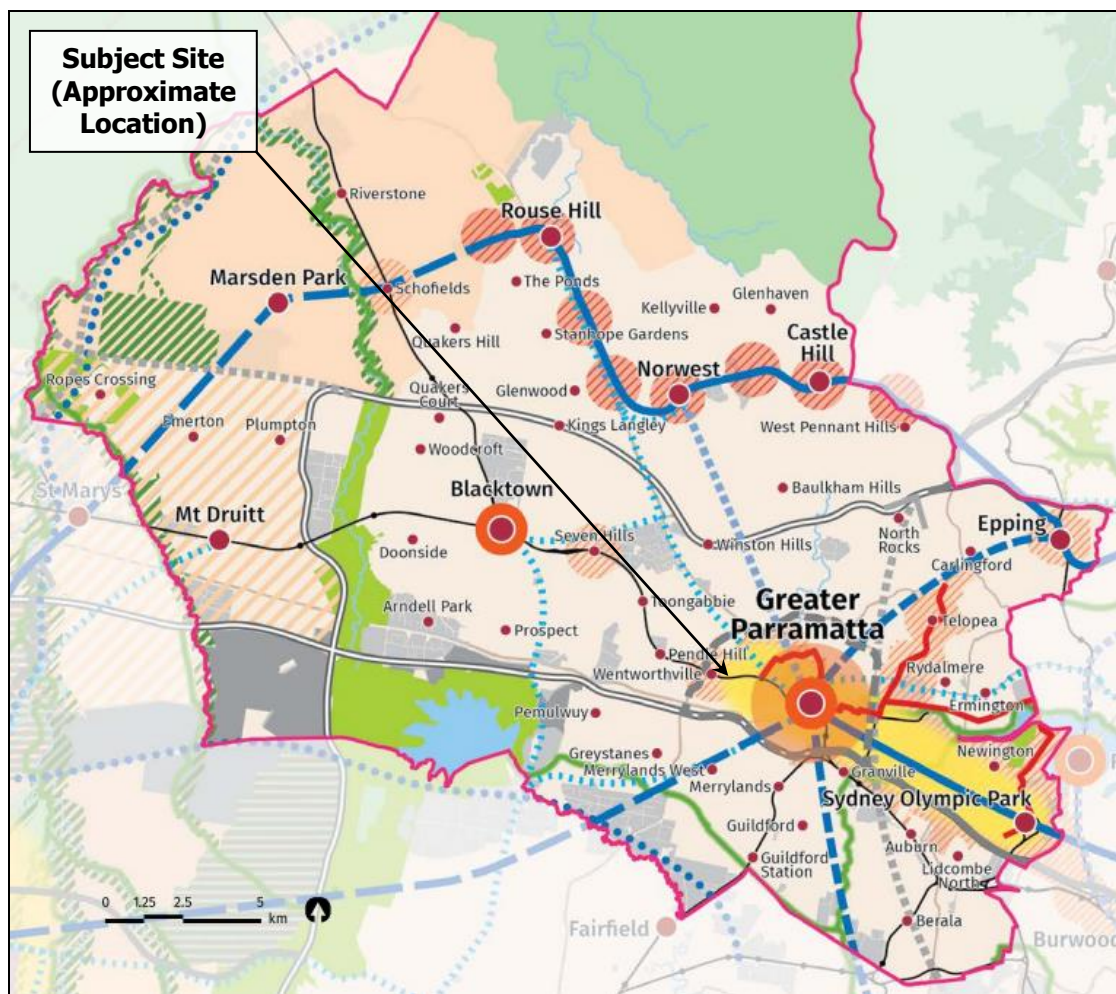 Subject Site
(Approximate
Location)
Riverstone
Rouse Hill
Marsden Park
Schofields
The Ponds
Kellyville
Glenhaven
Quakers Hill
Stanhope Gardens
Castle
Hill
Norwest
Ropes Crossing
Quakers
Court
Glenwood
Emerton
Plumpton
Kings Langley
West Pennant Hills
Woodcroft
St Marys
Blacktown
Baulkham Hills
Mt Druitt
Doonside
Seven Hills
Winston Hills
North
Rocks
Epping
Carlingford
Arndell Park
Prospect
Toongabbie
Greater
Parramatta
Telopea
Pendle Hill
Wentworthville
Rydalmere
Ermington
Pemulwuy
Greystanes
Merrylands West
Merrylands
Granville
Newington
Sydney Olympic Park
Guildford
Auburn
Guildford
Station
Lidcombe
North
Berala
Fairfield
Burwood
0 1.25 2.5 5
km